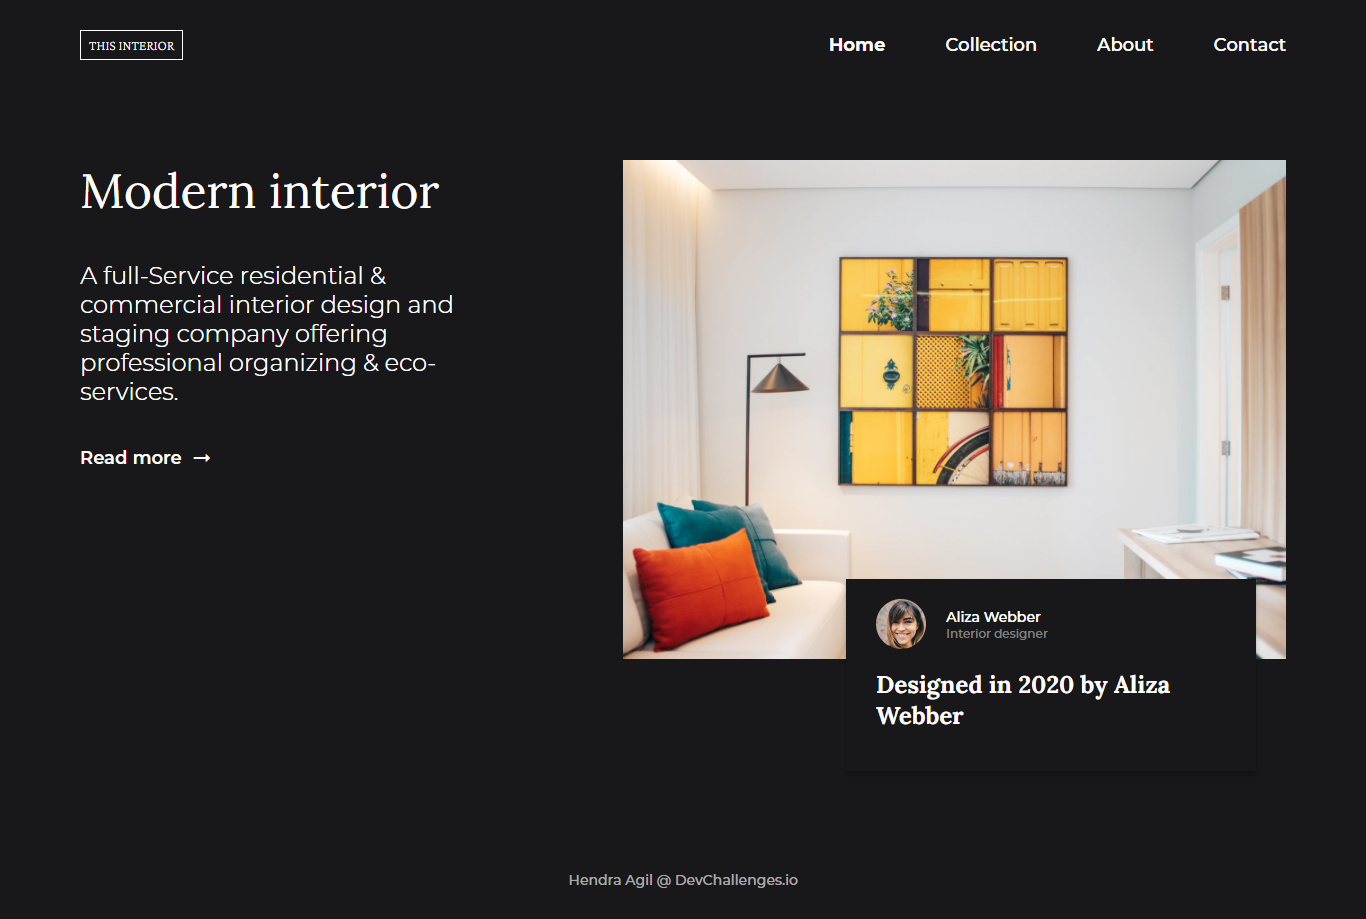 THIS INTERIOR
Home Collection About Contact
Modern interior
A full-Service residential &
commercial interior design and
staging company offering
professional organizing & eco-
services.
Read more →
Aliza Webber
Interior designer
Designed in 2020 by Aliza
Webber
Hendra Agil @ DevChallenges.io